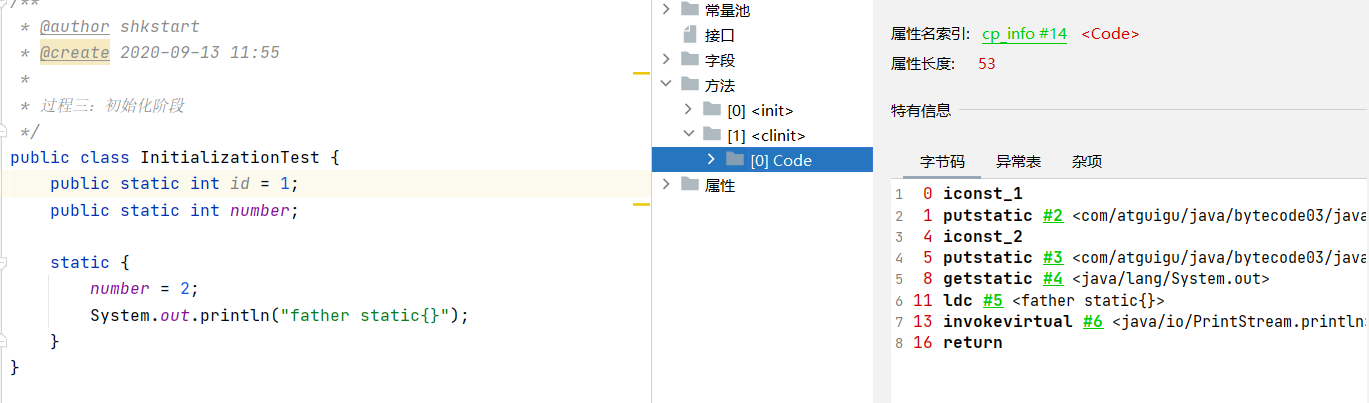 /**
* @author shkstart
* @create 2020-09-13 11:55
*
* 过程三：初始化阶段
*/
public class InitializationTest {
public static int id = 1;
public static int number;
static {
number = 2;
System.out.println("father static{}");
}
}
常量池
接口
字段
方法
[0] <init>
[1] <clinit>
[0] Code
属性
属性名索引: cp_info #14 <Code>
属性长度: 53
特有信息
字节码 异常表 杂项
1 0 iconst_1
2 1 putstatic #2 <com/atguigu/java/bytecode03/java
3 4 iconst_2
4 5 putstatic #3 <com/atguigu/java/bytecode03/java
5 8 getstatic #4 <java/lang/System.out>
6 11 ldc #5 <father static{}>
7 13 invokevirtual #6 <java/io/PrintStream.println>
8 16 return